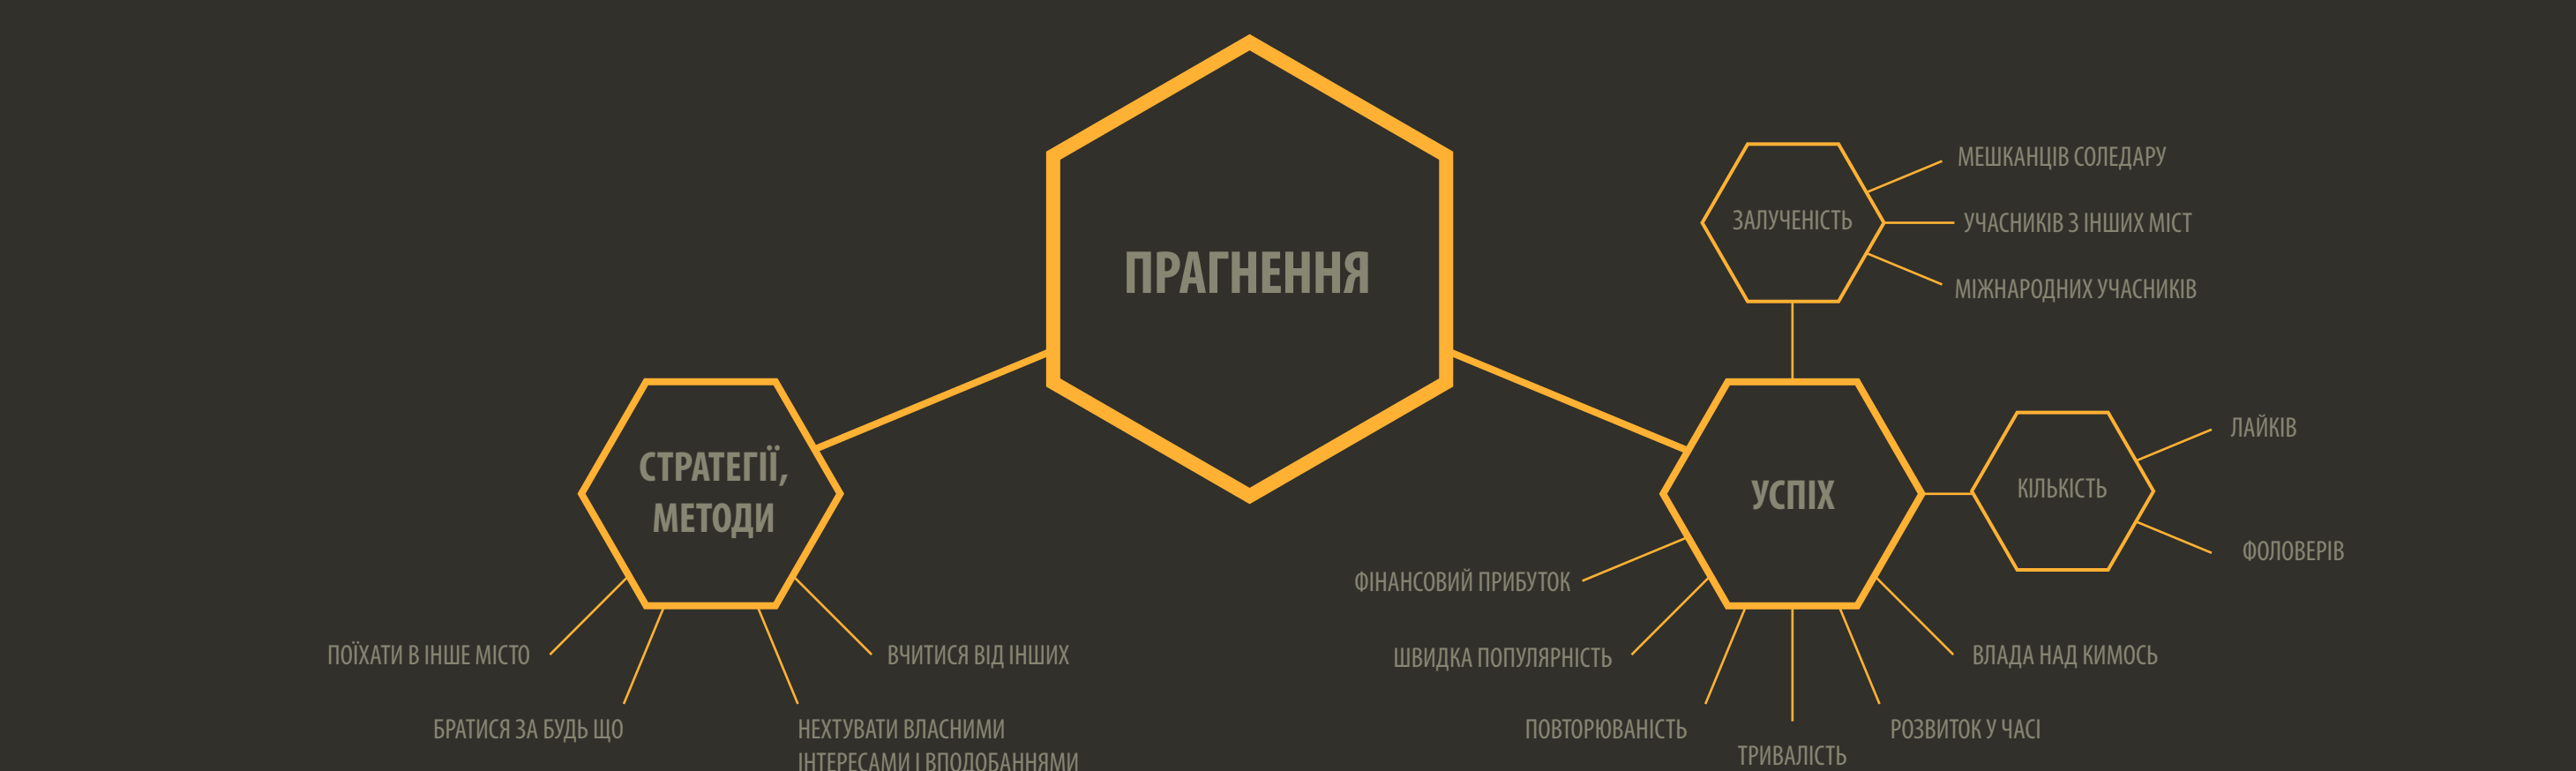 ПРАГНЕННЯ
СТРАТЕГІЇ,
МЕТОДИ
ПОЇХАТИ В ІНШЕ МІСТО
БРАТИСЯ ЗА БУДЬ ЩО
НЕХТУВАТИ ВЛАСНИМИ
ІНТЕРЕСАМИ І ВПОДОБАННЯМИ
ВЧИТИСЯ ВІД ІНШИХ
УСПІХ
ЗАЛУЧЕНІСТЬ
МЕШКАНЦІВ СОЛЕДАРУ
УЧАСНИКІВ З ІНШИХ МІСТ
МІЖНАРОДНИХ УЧАСНИКІВ
КІЛЬКІСТЬ
ЛАЙКІВ
ФОЛОВЕРІВ
ФІНАНСОВИЙ ПРИБУТОК
ШВИДКА ПОПУЛЯРНІСТЬ
ПОВТОРЮВАНІСТЬ
ТРИВАЛІСТЬ
РОЗВИТОК У ЧАСІ
ВЛАДА НАД КИМОСЬ